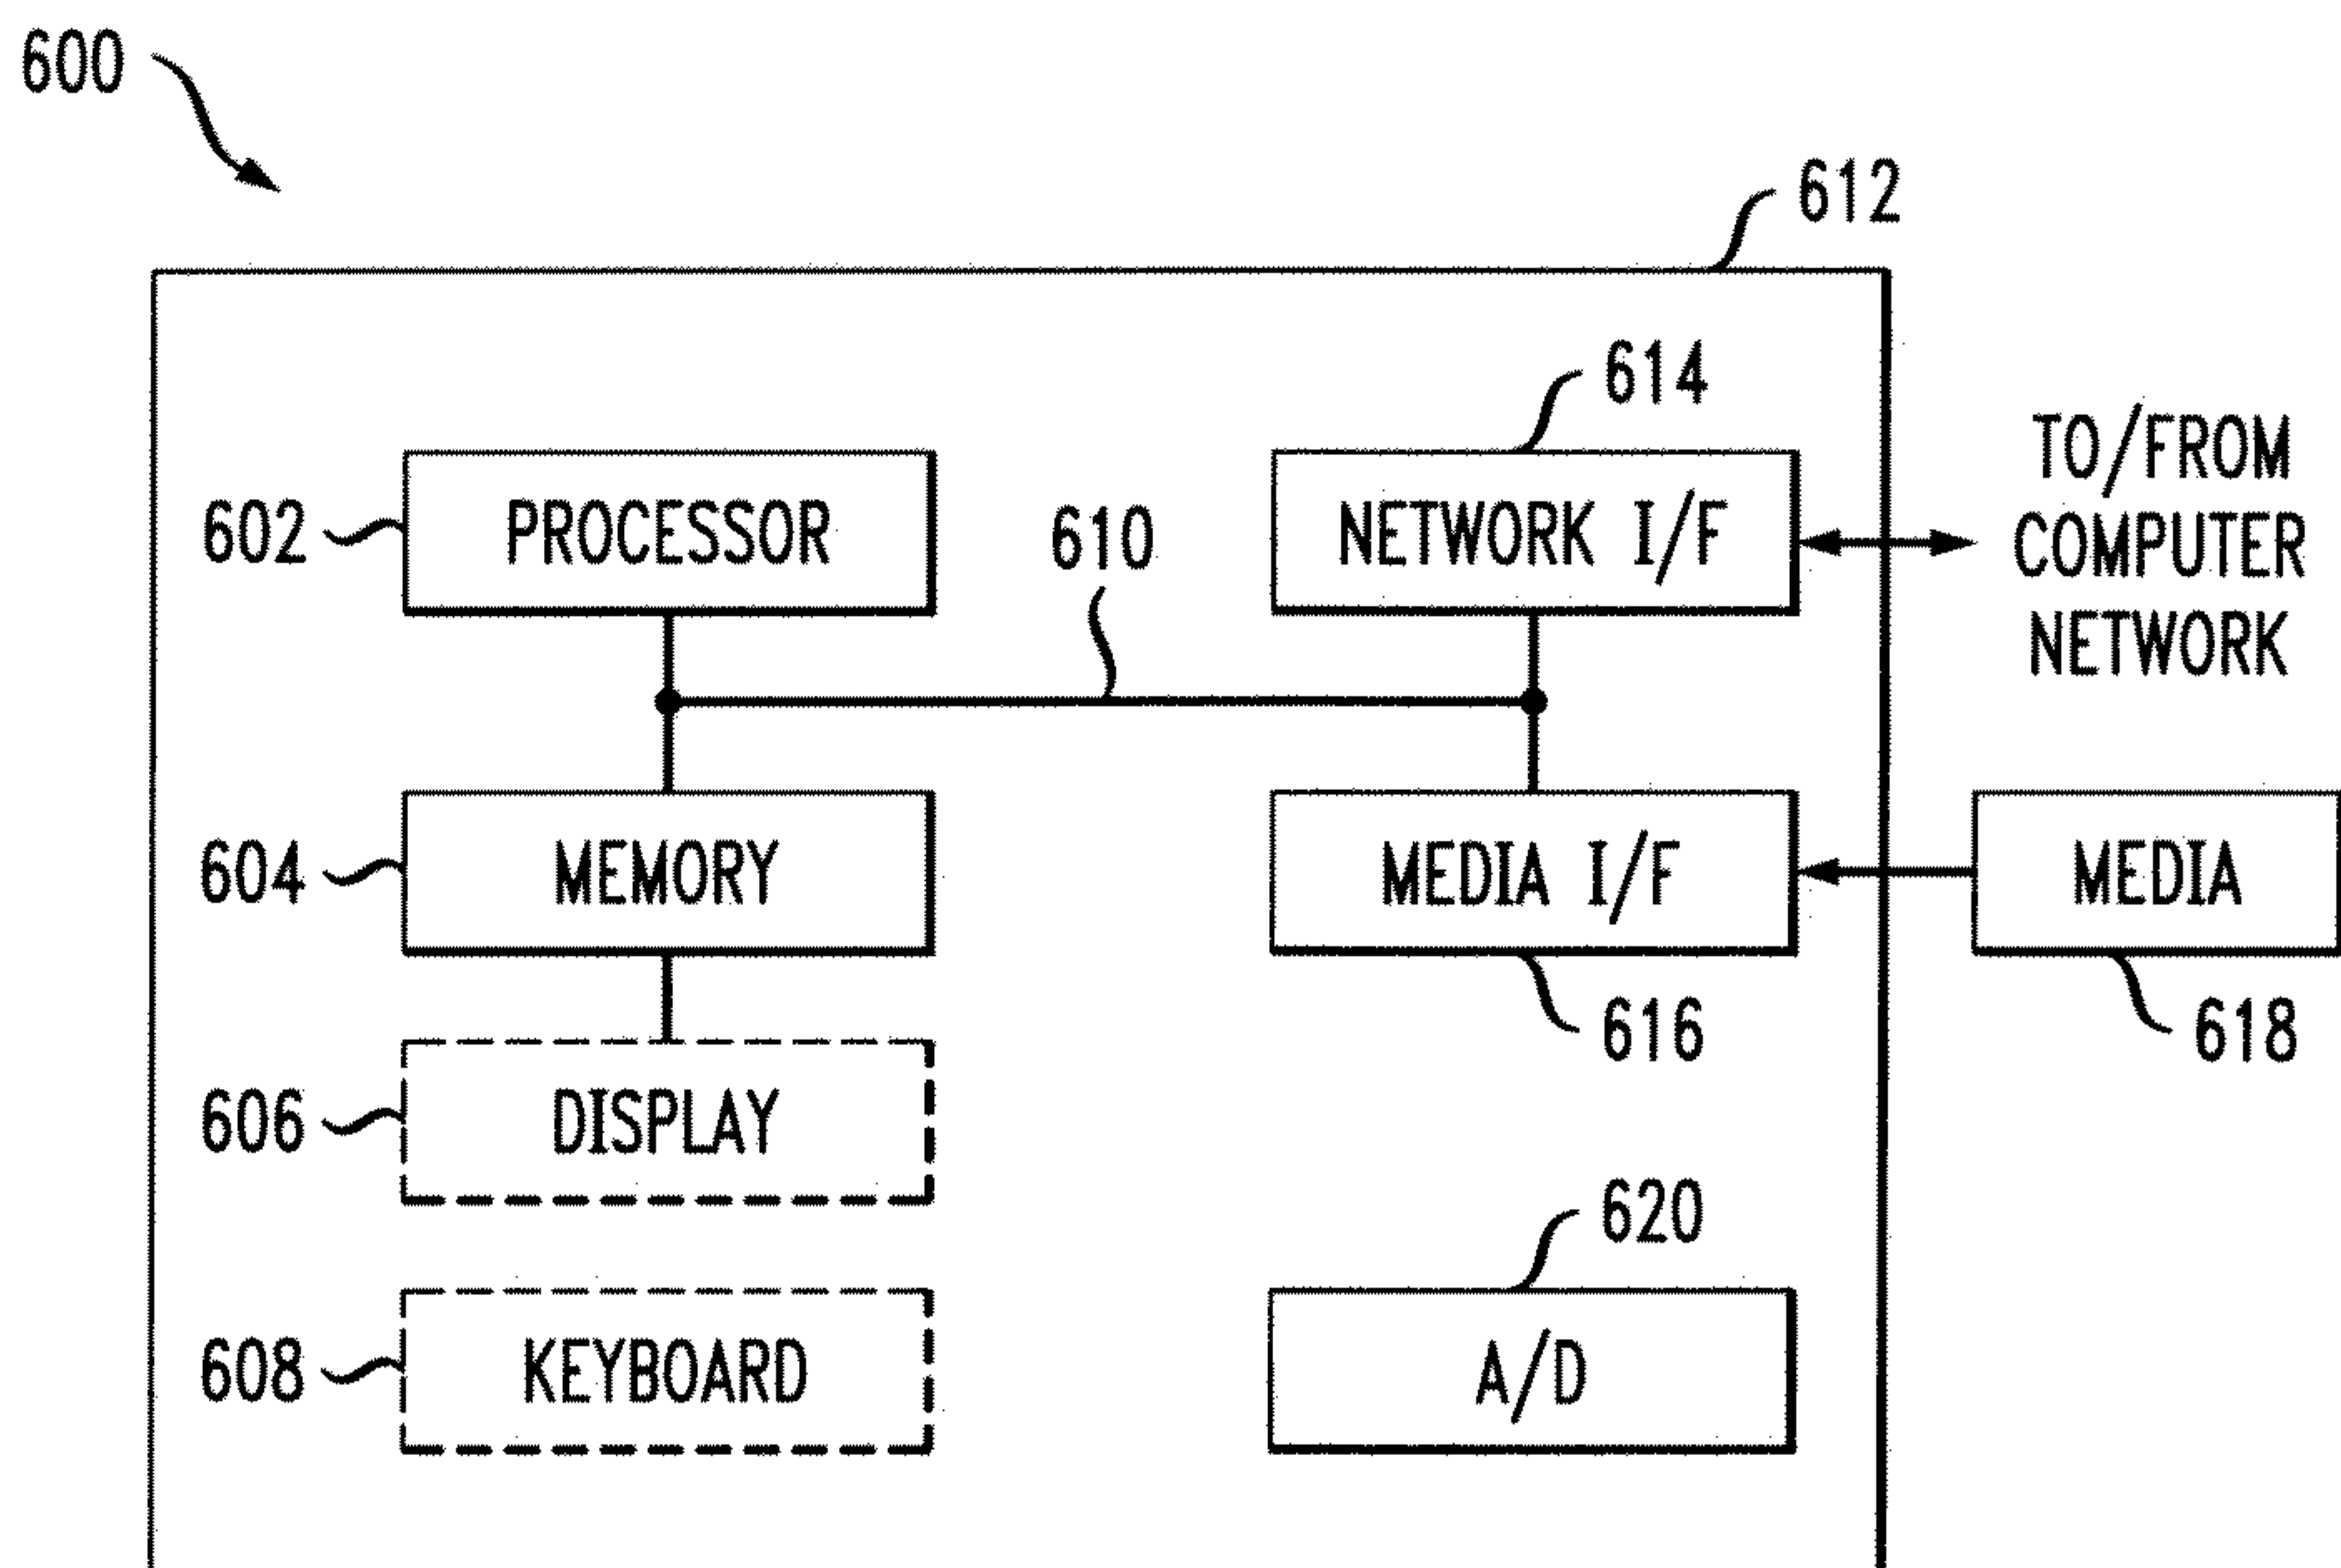 600
612
614
602
PROCESSOR
610
NETWORK I/F
TO/FROM
COMPUTER
NETWORK
604
MEMORY
MEDIA I/F
MEDIA
616
618
606
DISPLAY
620
608
KEYBOARD
A/D